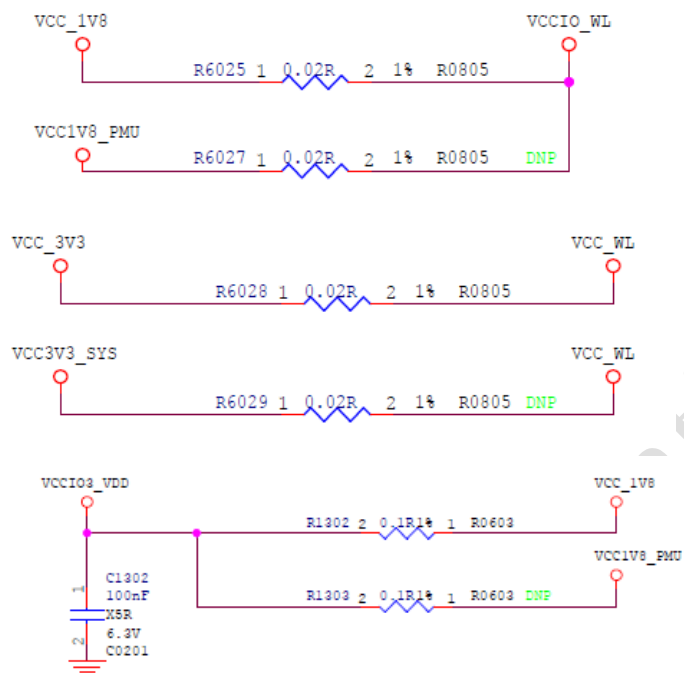 VCC_1V8 VCCIO_WL
R6025 1 0.02R 2 1% R0805
VCC1V8_PMU
R6027 1 0.02R 2 1% R0805 DNP
VCC_3V3 VCC_WL
R6028 1 0.02R 2 1% R0805
VCC3V3_SYS VCC_WL
R6029 1 0.02R 2 1% R0805 DNP
VCCIO3_VDD VCC_1V8
R1302 2 0.1R1% 1 R0603
VCC1V8_PMU
C1302
1 100nF R1303 2 0.1R1% 1 R0603 DNP
X5R
2 6.3V
C0201